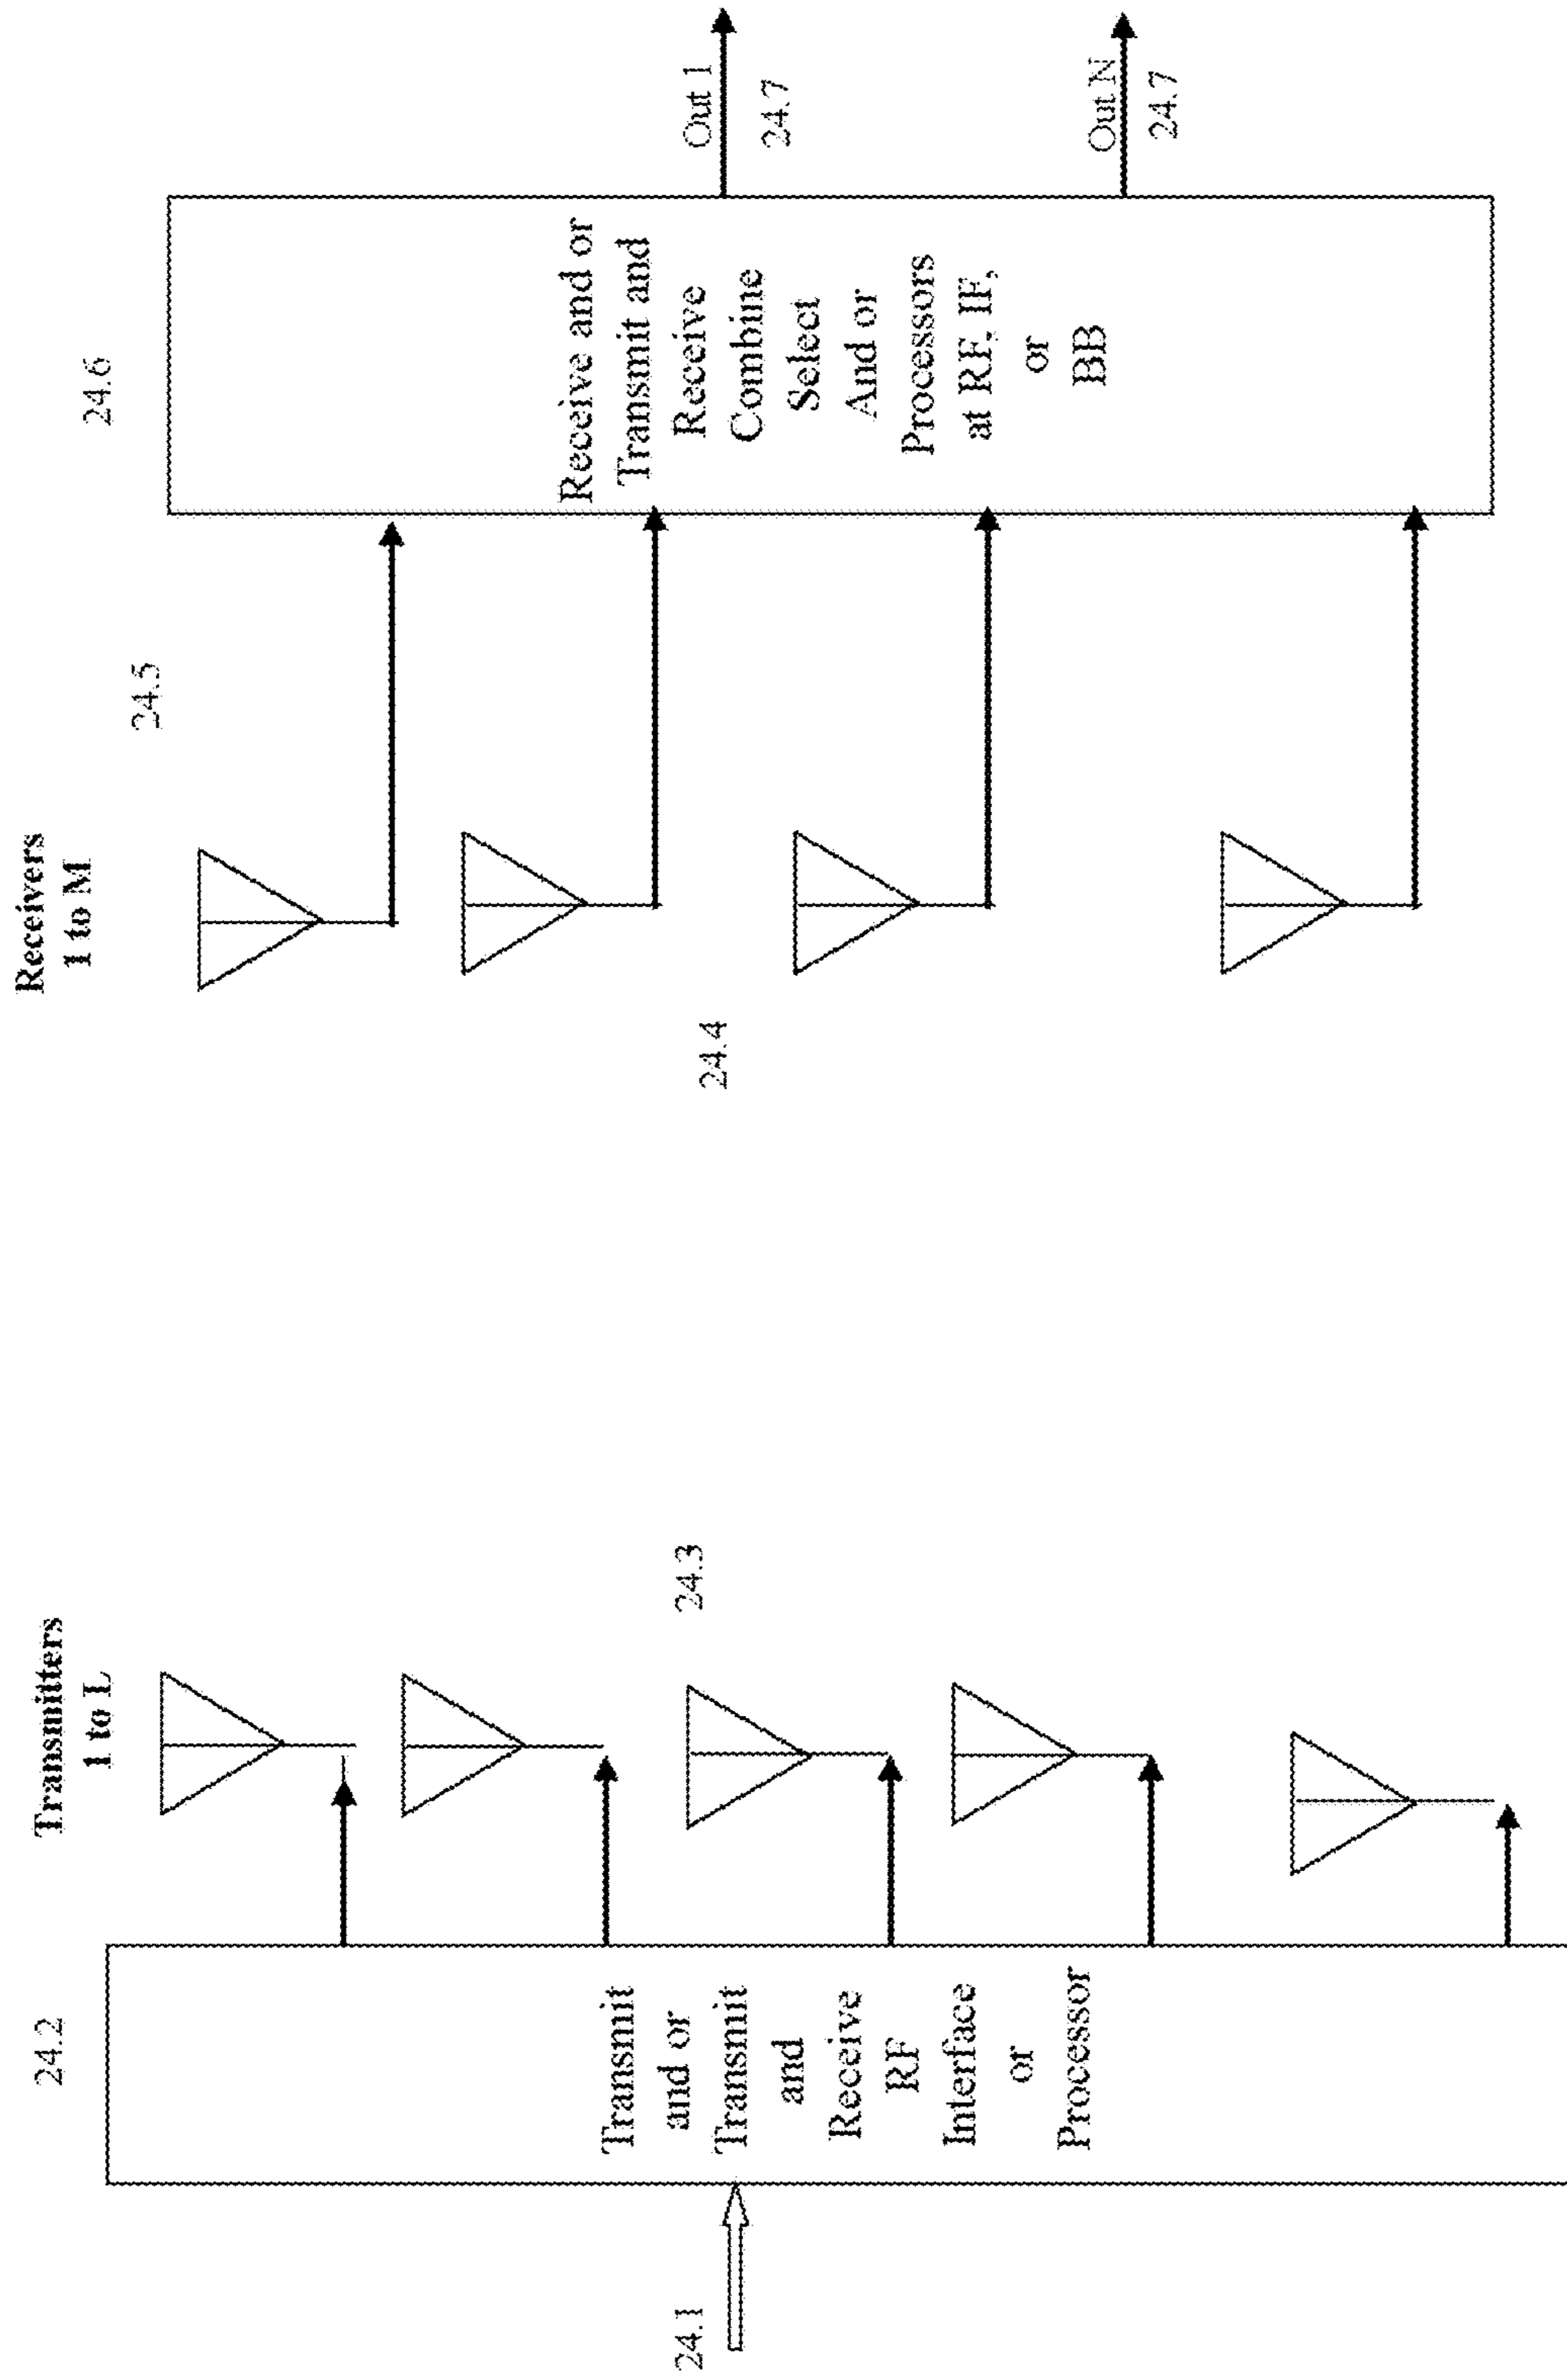 24.1
24.2
Transmit
and or
Transmit
and
Receive
RF
Interface
or
Processor
Transmitters
1 to L
24.3
24.4
Receivers
1 to M
24.5
24.6
Receive and or
Transmit and
Receive
Combine
Select
And or
Processors
at RF, IF,
or
BB
Out 1
24.7
Out N
24.7